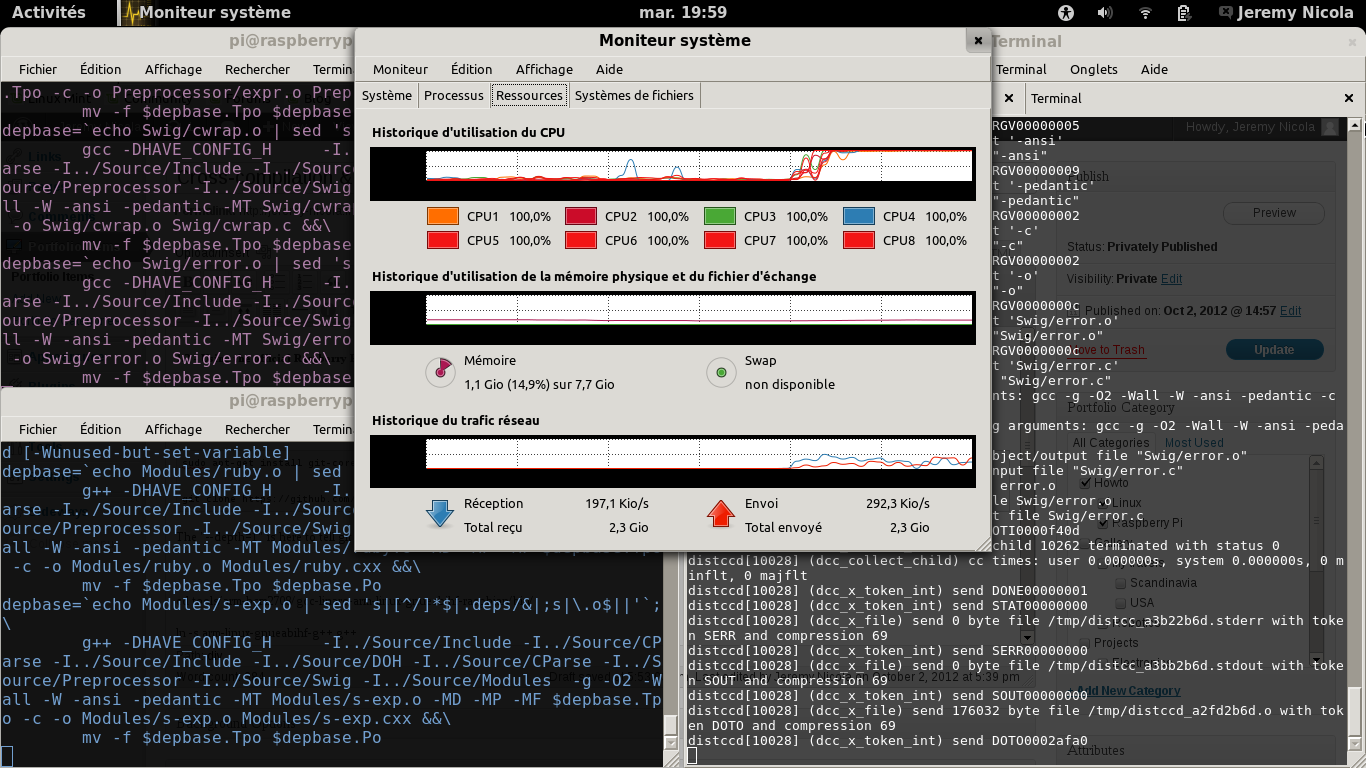 Activités
Moniteur système
mar. 19:59
Jeremy Nicola
pi@raspberryp
Fichier Édition Affichage Rechercher Termin
.Tpo -c -o Preprocessor/expr.o Prep
mv -f $depbase.Tpo $depbase.P
depbase=`echo Swig/cwrap.o | sed 's
gcc -DHAVE_CONFIG_H -I.
arse -I../Source/Include -I../Sourc
ource/Preprocessor -I../Source/Swig
ll -W -ansi -pedantic -MT Swig/cwra
-o Swig/cwrap.o Swig/cwrap.c &&\
mv -f $depbase.Tpo $depbase.P
depbase=`echo Swig/error.o | sed 's
gcc -DHAVE_CONFIG_H -I.
arse -I../Source/Include -I../Sourc
ource/Preprocessor -I../Source/Swig
ll -W -ansi -pedantic -MT Swig/erro
-o Swig/error.o Swig/error.c &&\
mv -f $depbase.Tpo $depbase.P
pi@raspberryp
Fichier Édition Affichage Rechercher Termin
d [-Wunused-but-set-variable]
depbase=`echo Modules/ruby.o | sed
g++ -DHAVE_CONFIG_H -I.
arse -I../Source/Include -I../Sourc
ource/Preprocessor -I../Source/Swig
all -W -ansi -pedantic -MT Modules/
-c -o Modules/ruby.o Modules/ruby.cxx &&\
mv -f $depbase.Tpo $depbase.Po
depbase=`echo Modules/s-exp.o | sed 's|[^/]*$|.deps/&|;s|\.o$||'`;
\
g++ -DHAVE_CONFIG_H -I../Source/Include -I../Source/CP
arse -I../Source/Include -I../Source/DOH -I../Source/CParse -I../S
ource/Preprocessor -I../Source/Swig -I../Source/Modules -g -O2 -W
all -W -ansi -pedantic -MT Modules/s-exp.o -MD -MP -MF $depbase.Tp
o -c -o Modules/s-exp.o Modules/s-exp.cxx &&\
mv -f $depbase.Tpo $depbase.Po
Moniteur système
Moniteur Édition Affichage Aide
Système Processus Ressources Systèmes de fichiers
Historique d'utilisation du CPU
CPU1 100,0% CPU2 100,0% CPU3 100,0% CPU4 100,0%
CPU5 100,0% CPU6 100,0% CPU7 100,0% CPU8 100,0%
Historique d'utilisation de la mémoire physique et du fichier d'échange
Mémoire
1,1 Gio (14,9%) sur 7,7 Gio
Swap
non disponible
Historique du trafic réseau
Réception 197,1 Kio/s
Total reçu 2,3 Gio
Envoi 292,3 Kio/s
Total envoyé 2,3 Gio
Terminal
Terminal Onglets Aide
Terminal
Howdy, Jeremy Nicola
RGV00000005
t '-ansi'
"-ansi"
RGV00000009
t '-pedantic'
"-pedantic"
RGV00000002
t '-c'
"-c"
RGV00000002
t '-o'
"-o"
RGV0000000c
t 'Swig/error.o'
"Swig/error.o"
RGV0000000c
t 'Swig/error.c'
"Swig/error.c"
nts: gcc -g -O2 -Wall -W -ansi -pedantic -c
g arguments: gcc -g -O2 -Wall -W -ansi -peda
bject/output file "Swig/error.o"
nput file "Swig/error.c"
error.o
le Swig/error.o
t file Swig/error.c
OTI0000f40d
child 10262 terminated with status 0
distccd[10028] (dcc_collect_child) cc times: user 0.000000s, system 0.000000s, 0 m
inflt, 0 majflt
distccd[10028] (dcc_x_token_int) send DONE00000001
distccd[10028] (dcc_x_token_int) send STAT00000000
distccd[10028] (dcc_x_file) send 0 byte file /tmp/distcc_a3b22b6d.stderr with toke
n SERR and compression 69
distccd[10028] (dcc_x_token_int) send SERR00000000
distccd[10028] (dcc_x_file) send 0 byte file /tmp/distcc_a3bb2b6d.stdout with toke
n SOUT and compression 69
distccd[10028] (dcc_x_token_int) send SOUT00000000
distccd[10028] (dcc_x_file) send 176032 byte file /tmp/distccd_a2fd2b6d.o with tok
en DOTO and compression 69
distccd[10028] (dcc_x_token_int) send DOTO0002afa0
Publish
Preview
Status: Privately Published
Visibility: Private Edit
Published on: Oct 2, 2012 @ 14:57 Edit
Move to Trash
Update
Portfolio Category
All Categories Most Used
Howto
Linux
Raspberry Pi
Scandinavia
USA
Projects
+ Add New Category
Attributes